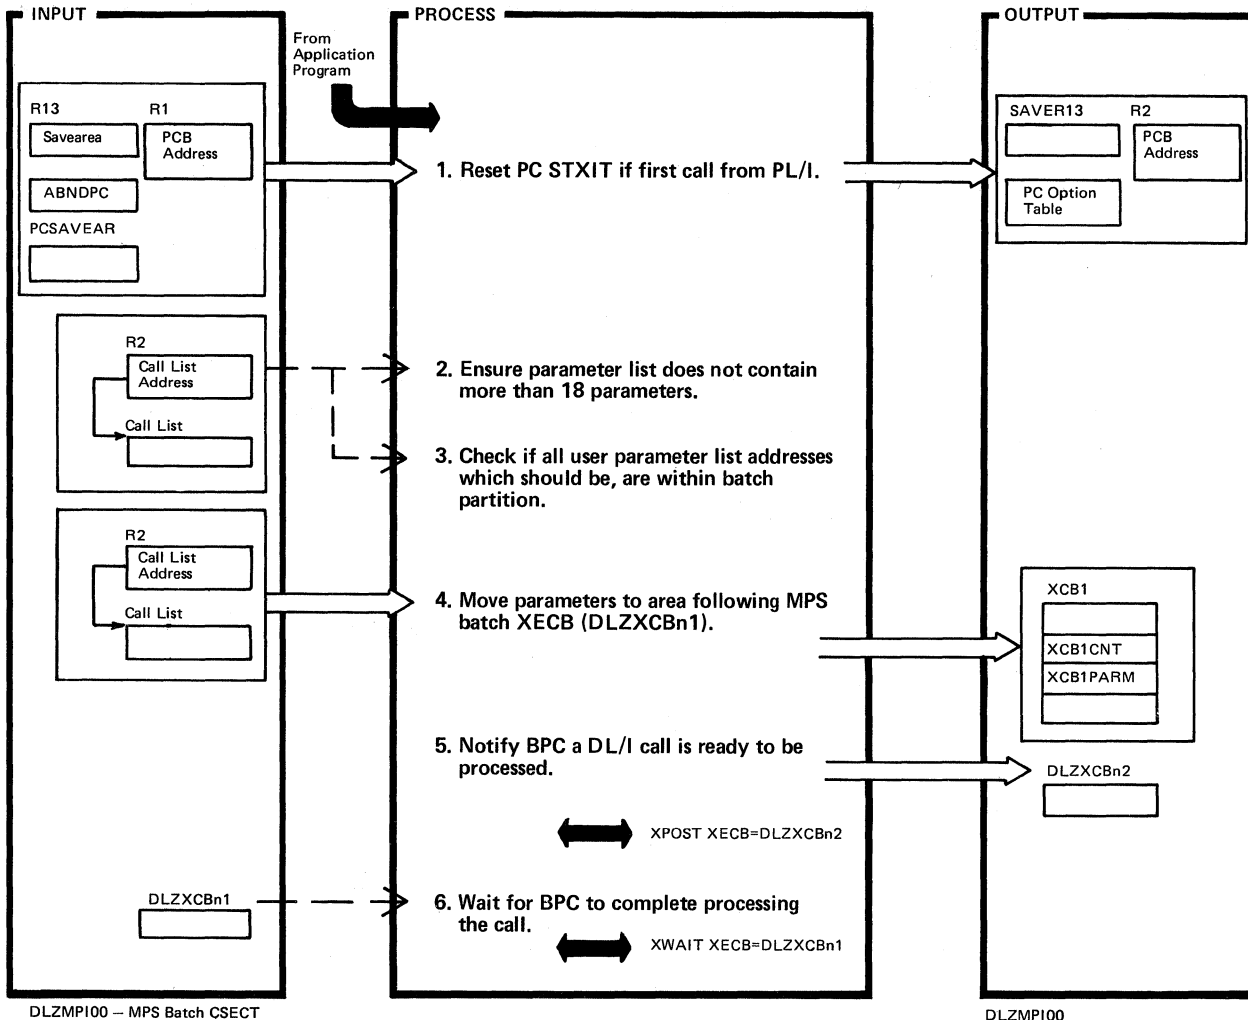 INPUT
PROCESS
OUTPUT
From
Application
Program
R13
R1
Savearea
PCB
Address
ABNDPC
PCSAVEAR
1. Reset PC STXIT if first call from PL/I.
SAVER13
R2
PCB
Address
PC Option
Table
R2
Call List
Address
Call List
2. Ensure parameter list does not contain
more than 18 parameters.
3. Check if all user parameter list addresses
which should be, are within batch
partition.
R2
Call List
Address
Call List
4. Move parameters to area following MPS
batch XECB (DLZXCBn1).
XCB1
XCB1CNT
XCB1PARM
5. Notify BPC a DL/I call is ready to be
processed.
DLZXCBn2
XPOST XECB=DLZXCBn2
DLZXCBn1
6. Wait for BPC to complete processing
the call.
XWAIT XECB=DLZXCBn1
DLZMPI00 – MPS Batch CSECT
DLZMPI00